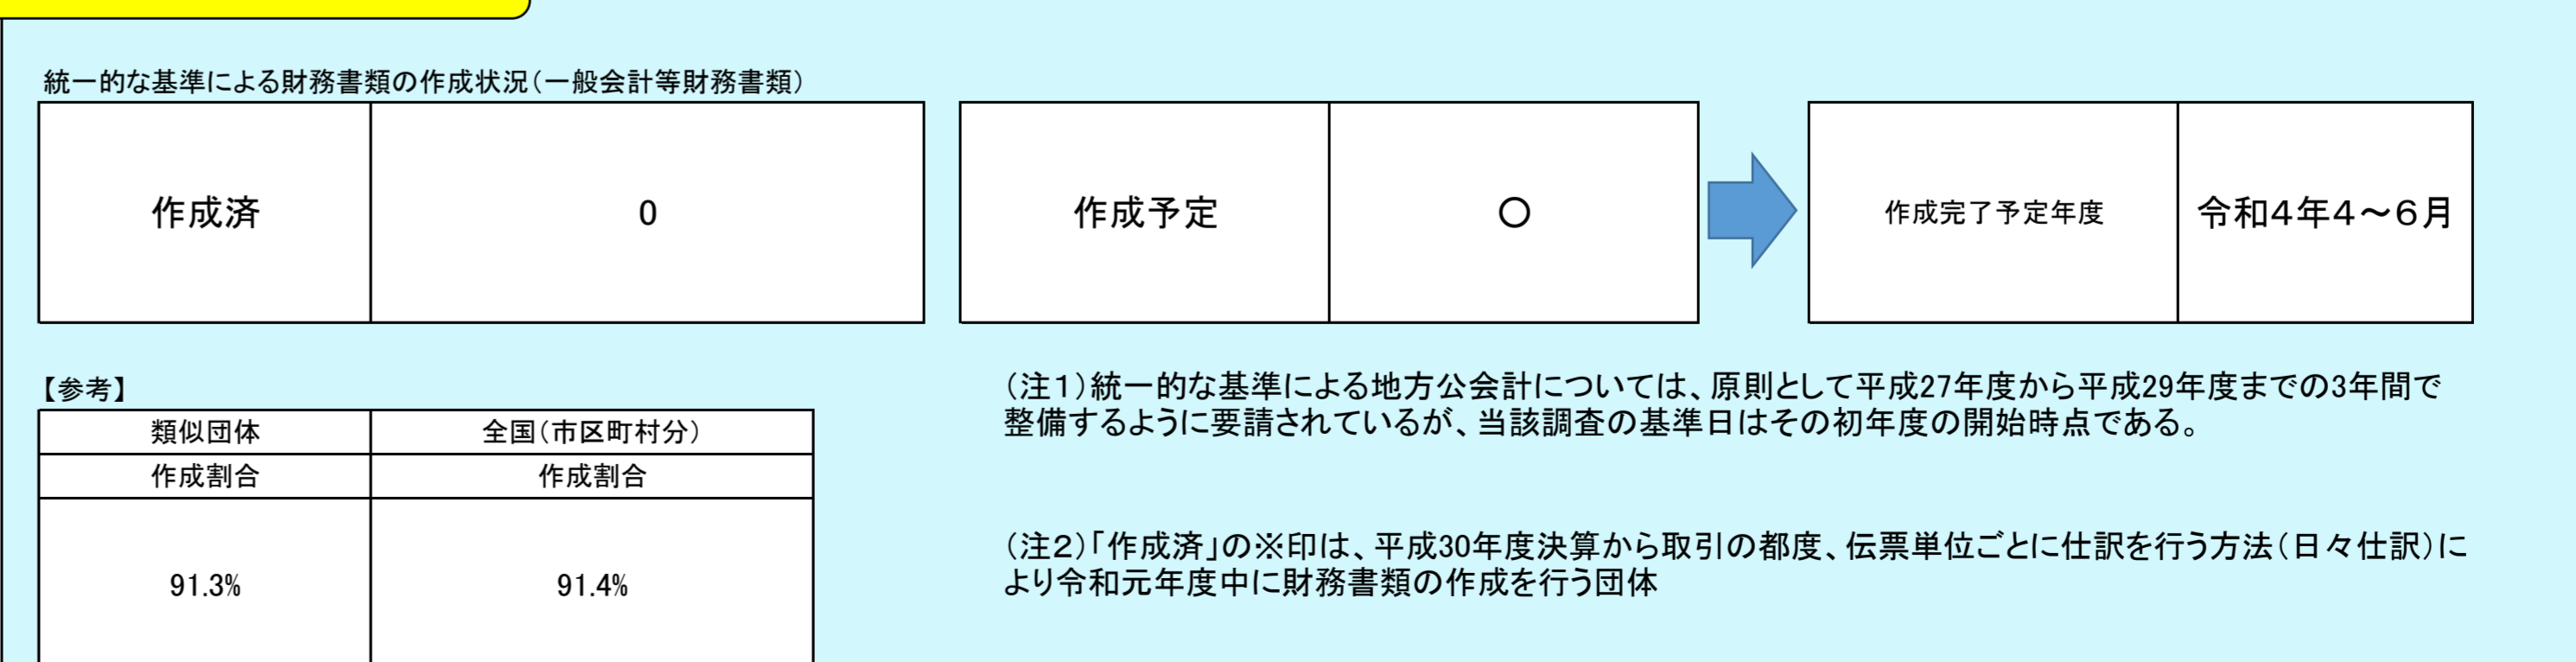 統一的な基準による財務書類の作成状況（一般会計等財務書類）
作成済
0
作成予定
○
作成完了予定年度
令和４年４～６月
【参考】
類似団体
全国（市区町村分）
作成割合
作成割合
91.3%
91.4%
（注１）統一的な基準による地方公会計については、原則として平成27年度から平成29年度までの3年間で
整備するように要請されているが、当該調査の基準日はその初年度の開始時点である。
（注２）「作成済」の※印は、平成30年度決算から取引の都度、伝票単位ごとに仕訳を行う方法（日々仕訳）に
より令和元年度中に財務書類の作成を行う団体